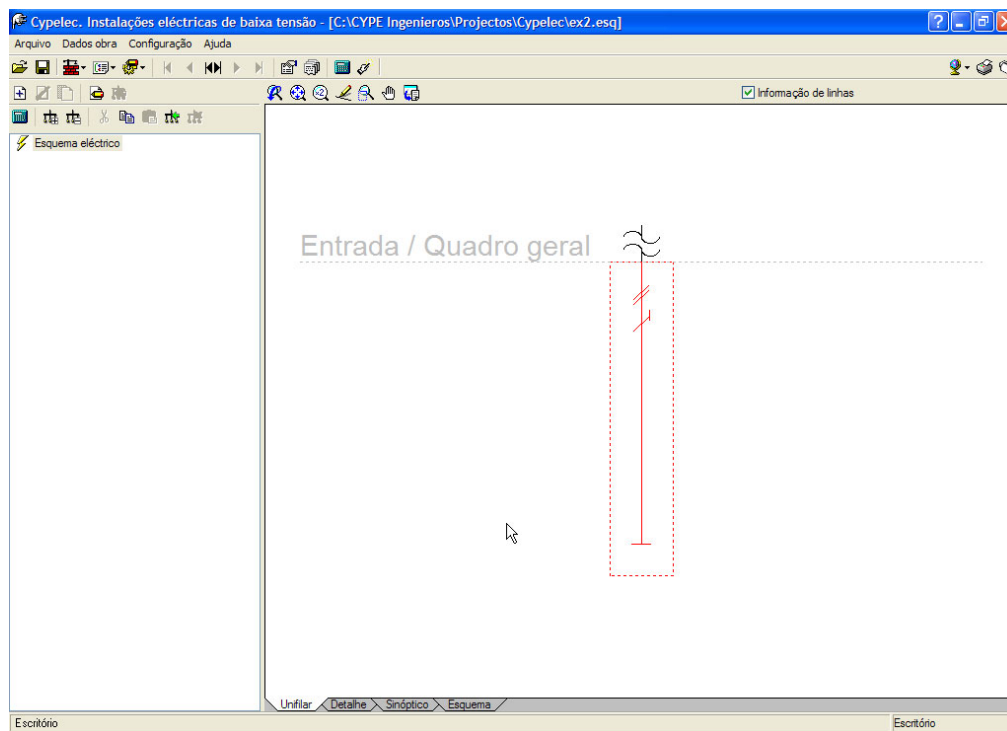 Cypelec. Instalações eléctricas de baixa tensão - [C:\CYPE Ingenieros\Projectos\Cypelec\ex2.esq]
Arquivo Dados obra Configuração Ajuda
Informação de linhas
Esquema eléctrico
Entrada / Quadro geral
Unifilar Detalhe Sinóptico Esquema
Escritório Escritório